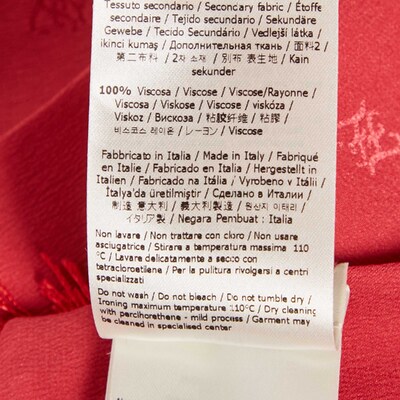 Tessuto secondario / Secondary fabric / Étoffe
secondaire / Tejido secundario / Sekundäre
Gewebe / Tecido Secundário / Vedlejší látka /
ikinci kumaş / Дополнительная ткань / 面料2 /
第二布料 / 2차 소재 / 別布 表生地 / Kain
sekunder
100% Viscosa / Viscose / Viscose/Rayonne /
Viscosa / Viskose / Viscose / viskóza /
Viskoz / Вискоза / 粘胶纤维 / 粘膠 /
비스코스 레이온 / レーヨン / Viscose
Fabbricato in Italia / Made in Italy / Fabriqué
en Italie / Fabricado en Italia / Hergestellt in
Italien / Fabricado na Itália / Vyrobeno v Itálii /
İtalya'da üretilmiştir / Сделано в Италии /
制造 意大利 / 義大利製造 / 원산지 이태리 /
イタリア製 / Negara Pembuat : Italia
Non lavare / Non trattare con cloro / Non usare
asciugatrice / Stirare a temperatura massima 110
°C / Lavare delicatamente a secco con
tetracloroetilene / Per la pulitura rivolgersi a centri
specializzati
Do not wash / Do not bleach / Do not tumble dry /
Ironing maximum temperature 110°C / Dry cleaning
with perchlorethene - mild process / Garment may
be cleaned in specialised center